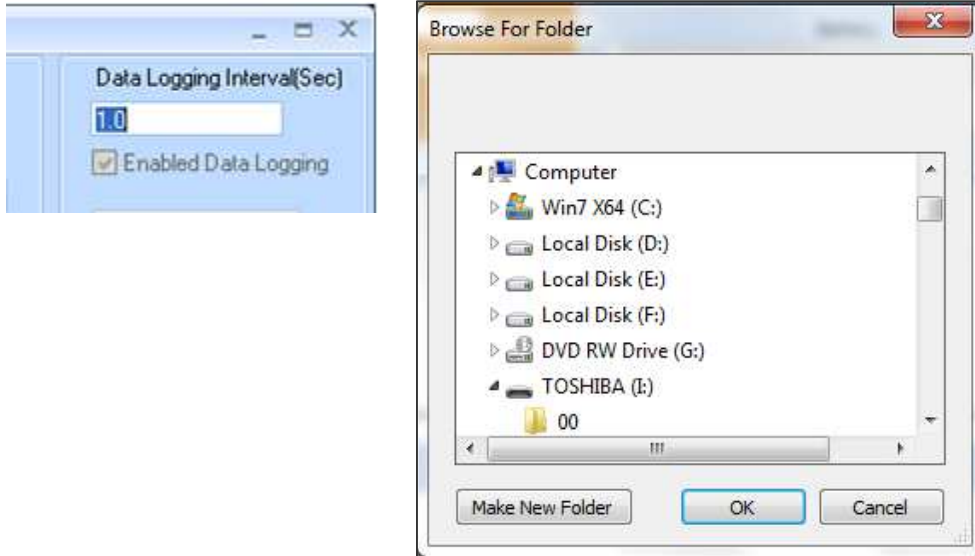 Data Logging Interval(Sec)
1.0
Enabled Data Logging
Browse For Folder
Computer
Win7 X64 (C:)
Local Disk (D:)
Local Disk (E:)
Local Disk (F:)
DVD RW Drive (G:)
TOSHIBA (I:)
00
Make New Folder
OK
Cancel